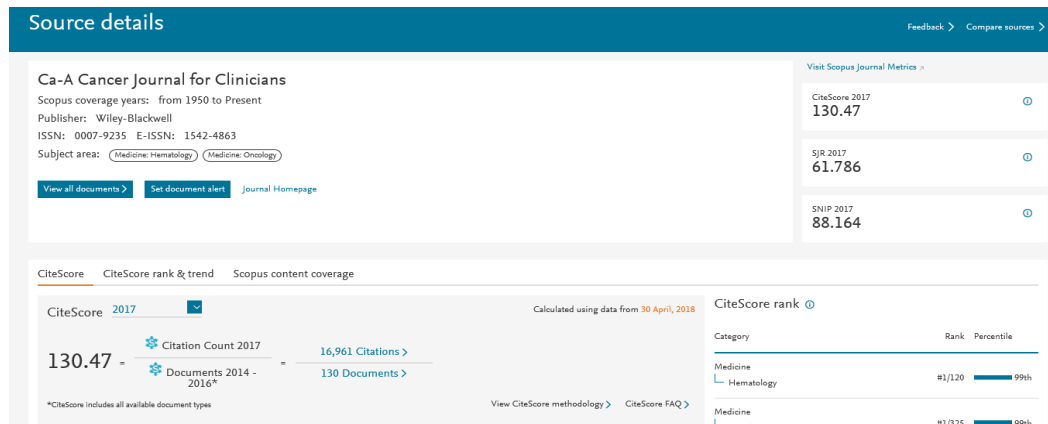 Source details
Feedback
Compare sources
Ca-A Cancer Journal for Clinicians
Scopus coverage years: from 1950 to Present
Publisher: Wiley-Blackwell
ISSN: 0007-9235 E-ISSN: 1542-4863
Subject area: Medicine: Hematology Medicine: Oncology
View all documents Set document alert Journal Homepage
Visit Scopus Journal Metrics
CiteScore 2017
130.47
SJR 2017
61.786
SNIP 2017
88.164
CiteScore CiteScore rank & trend Scopus content coverage
CiteScore 2017
Calculated using data from 30 April, 2018
130.47 = Citation Count 2017
Documents 2014 -
2016*
= 16,961 Citations >
130 Documents >
*CiteScore includes all available document types
View CiteScore methodology > CiteScore FAQ >
CiteScore rank
Category Rank Percentile
Medicine
Hematology #1/120 99th
Medicine
#1/325 99th